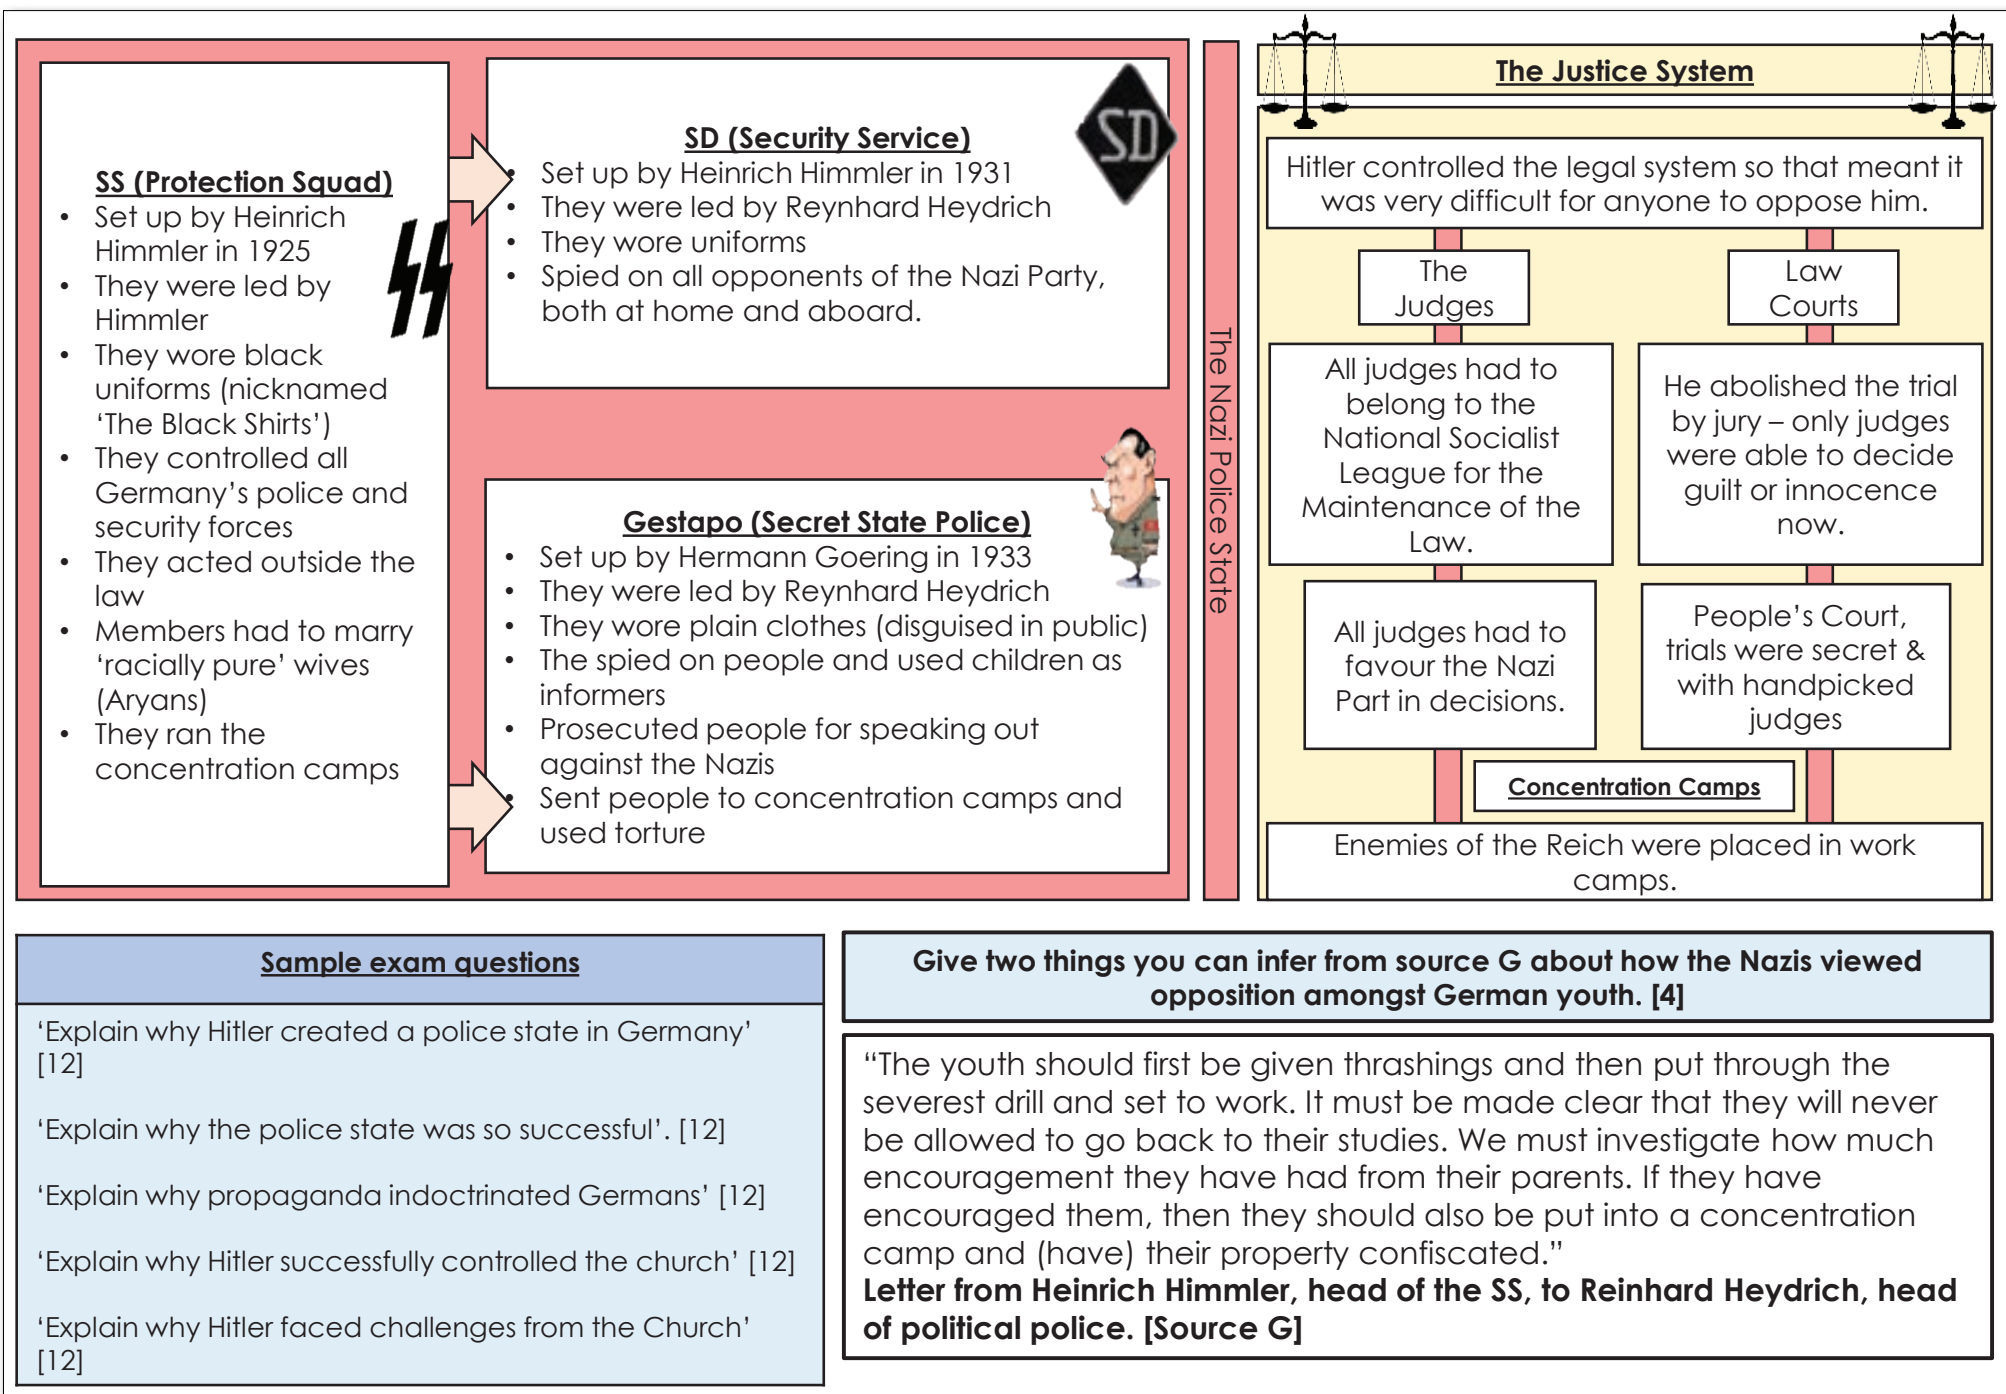 SS (Protection Squad)
• Set up by Heinrich
Himmler in 1925
• They were led by
Himmler
• They wore black
uniforms (nicknamed
‘The Black Shirts’)
• They controlled all
Germany’s police and
security forces
• They acted outside the
law
• Members had to marry
‘racially pure’ wives
(Aryans)
• They ran the
concentration camps
SD (Security Service)
• Set up by Heinrich Himmler in 1931
• They were led by Reynhard Heydrich
• They wore uniforms
• Spied on all opponents of the Nazi Party,
both at home and aboard.
SD
Gestapo (Secret State Police)
• Set up by Hermann Goering in 1933
• They were led by Reynhard Heydrich
• They wore plain clothes (disguised in public)
• The spied on people and used children as
informers
• Prosecuted people for speaking out
against the Nazis
• Sent people to concentration camps and
used torture
The Nazi Police State
The Justice System
Hitler controlled the legal system so that meant it
was very difficult for anyone to oppose him.
The
Judges
All judges had to
belong to the
National Socialist
League for the
Maintenance of the
Law.
All judges had to
favour the Nazi
Part in decisions.
Law
Courts
He abolished the trial
by jury – only judges
were able to decide
guilt or innocence
now.
People’s Court,
trials were secret &
with handpicked
judges
Concentration Camps
Enemies of the Reich were placed in work
camps.
Sample exam questions
‘Explain why Hitler created a police state in Germany’
[12]
‘Explain why the police state was so successful’. [12]
‘Explain why propaganda indoctrinated Germans’ [12]
‘Explain why Hitler successfully controlled the church’ [12]
‘Explain why Hitler faced challenges from the Church’
[12]
Give two things you can infer from source G about how the Nazis viewed
opposition amongst German youth. [4]
“The youth should first be given thrashings and then put through the
severest drill and set to work. It must be made clear that they will never
be allowed to go back to their studies. We must investigate how much
encouragement they have had from their parents. If they have
encouraged them, then they should also be put into a concentration
camp and (have) their property confiscated.”
Letter from Heinrich Himmler, head of the SS, to Reinhard Heydrich, head
of political police. [Source G]